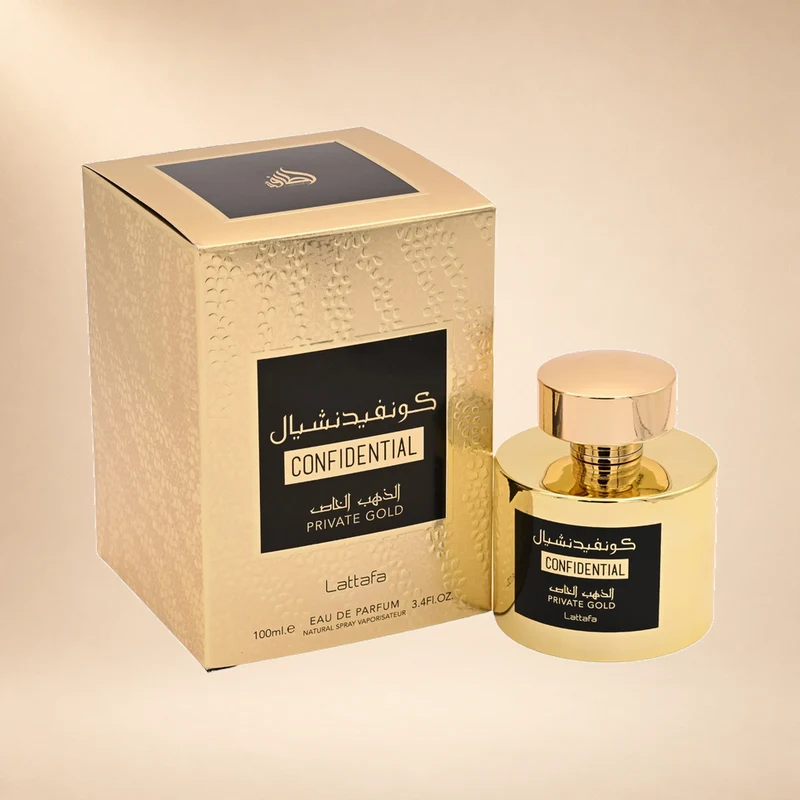 لطافة
كونفيدنشيال
CONFIDENTIAL
الذهب الخاص
PRIVATE GOLD
Lattafa
EAU DE PARFUM
100ml.e NATURAL SPRAY VAPORISATEUR 3.4FL.OZ.
كونفيدنشيال
CONFIDENTIAL
الذهب الخاص
PRIVATE GOLD
Lattafa